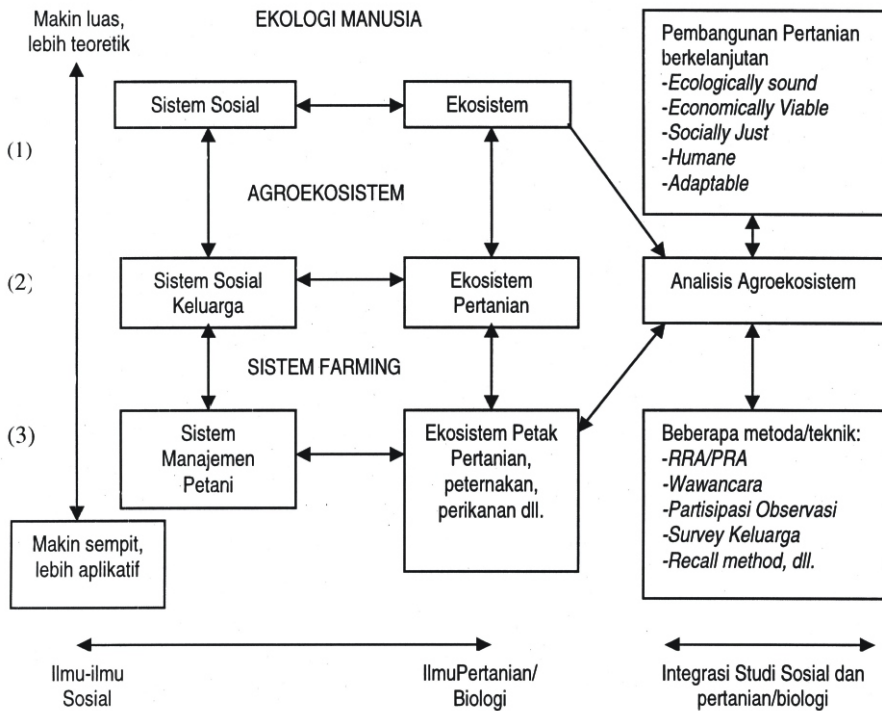 Makin luas,
lebih teoretik
EKOLOGI MANUSIA
Sistem Sosial
Ekosistem
Pembangunan Pertanian
berkelanjutan
-Ecologically sound
-Economically Viable
-Socially Just
-Humane
-Adaptable
(1)
AGROEKOSISTEM
(2)
Sistem Sosial
Keluarga
Ekosistem
Pertanian
Analisis Agroekosistem
SISTEM FARMING
(3)
Sistem
Manajemen
Petani
Ekosistem Petak
Pertanian,
peternakan,
perikanan dll.
Beberapa metoda/teknik:
-RRA/PRA
-Wawancara
-Partisipasi Observasi
-Survey Keluarga
-Recall method, dll.
Makin sempit,
lebih aplikatif
Ilmu-ilmu
Sosial
IlmuPertanian/
Biologi
Integrasi Studi Sosial dan
pertanian/biologi